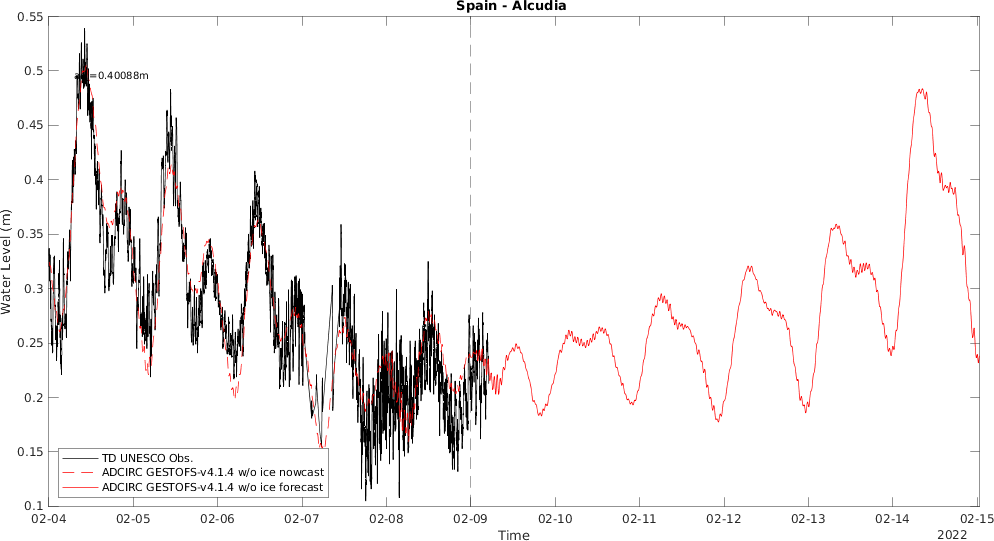 Spain - Alcudia
0.55
0.5
0.45
0.4
0.35
0.3
0.25
0.2
0.15
0.1
Water Level (m)
=0.40088m
TD UNESCO Obs.
ADCIRC GESTOFS-v4.1.4 w/o ice nowcast
ADCIRC GESTOFS-v4.1.4 w/o ice forecast
02-04 02-05 02-06 02-07 02-08 02-09 02-10 02-11 02-12 02-13 02-14 02-15
Time
2022